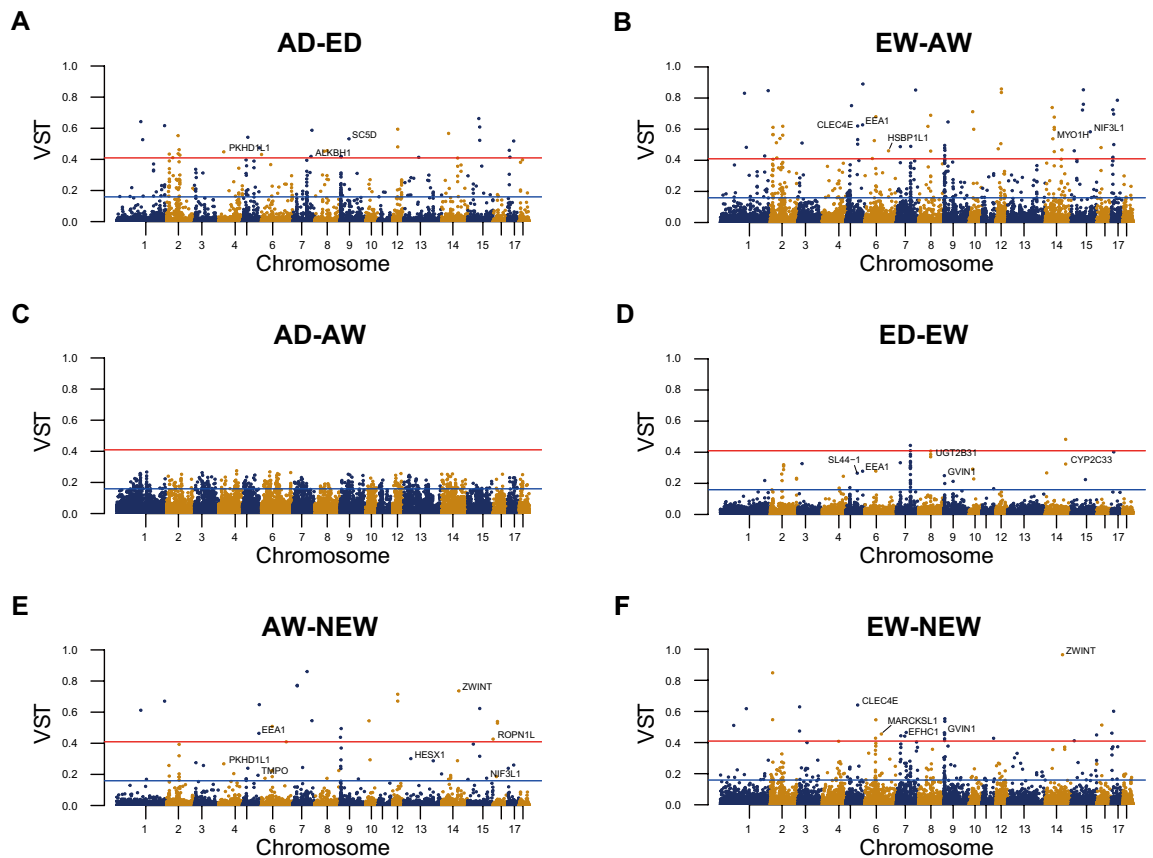 A
AD-ED
VST
1.0
0.8
0.6
0.4
0.2
0.0
PKHD1L1
ALKBH1
SC5D
1 2 3 4 5 6 7 8 9 10 12 13 14 15 17
Chromosome
B
EW-AW
VST
1.0
0.8
0.6
0.4
0.2
0.0
CLEC4E
EEA1
HSBP1L1
MYO1H
NIF3L1
1 2 3 4 5 6 7 8 9 10 12 13 14 15 17
Chromosome
C
AD-AW
VST
1.0
0.8
0.6
0.4
0.2
0.0
1 2 3 4 5 6 7 8 9 10 12 13 14 15 17
Chromosome
D
ED-EW
VST
1.0
0.8
0.6
0.4
0.2
0.0
SL44-1
EEA1
UGT2B31
GVIN1
CYP2C33
1 2 3 4 5 6 7 8 9 10 12 13 14 15 17
Chromosome
E
AW-NEW
VST
1.0
0.8
0.6
0.4
0.2
0.0
ZWINT
EEA1
ROPN1L
PKHD1L1
TMPO
HESX1
NIF3L1
1 2 3 4 5 6 7 8 9 10 12 13 14 15 17
Chromosome
F
EW-NEW
VST
1.0
0.8
0.6
0.4
0.2
0.0
ZWINT
CLEC4E
MARCKSL1
EFHC1
GVIN1
1 2 3 4 5 6 7 8 9 10 12 13 14 15 17
Chromosome